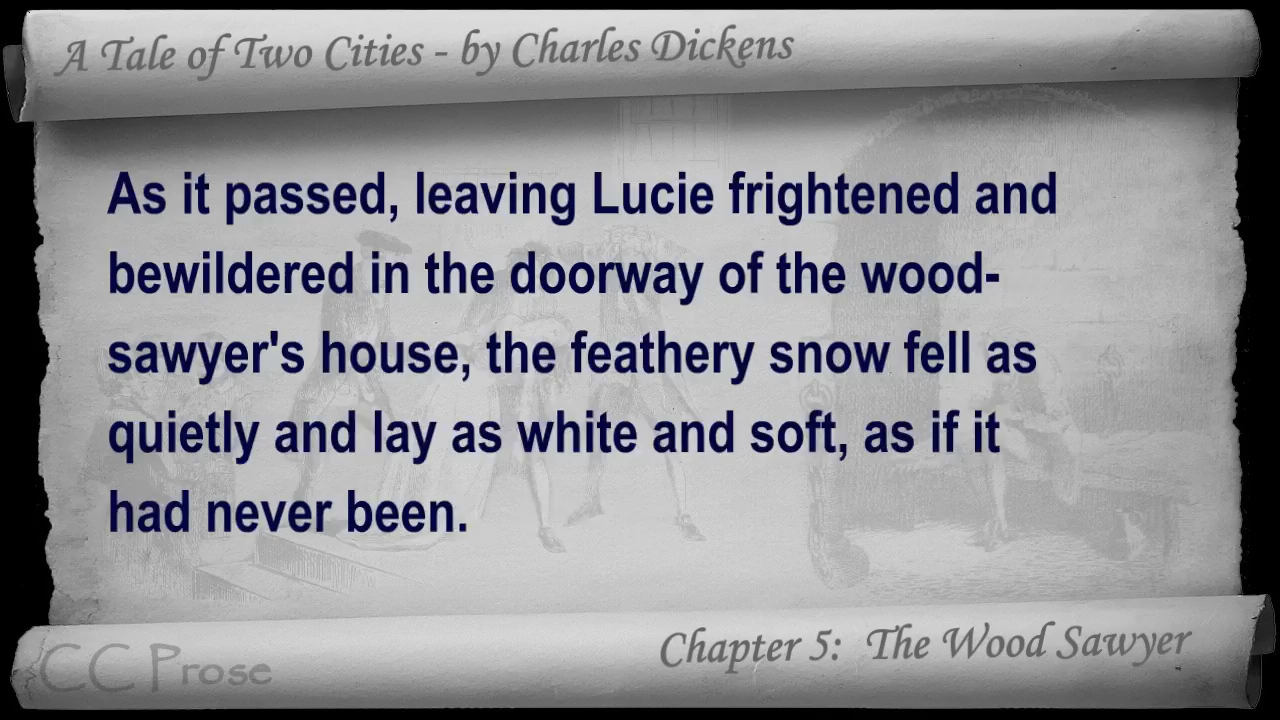 A Tale of Two Cities - by Charles Dickens
As it passed, leaving Lucie frightened and
bewildered in the doorway of the wood-
sawyer's house, the feathery snow fell as
quietly and lay as white and soft, as if it
had never been.
Chapter 5: The Wood Sawyer
CC Prose